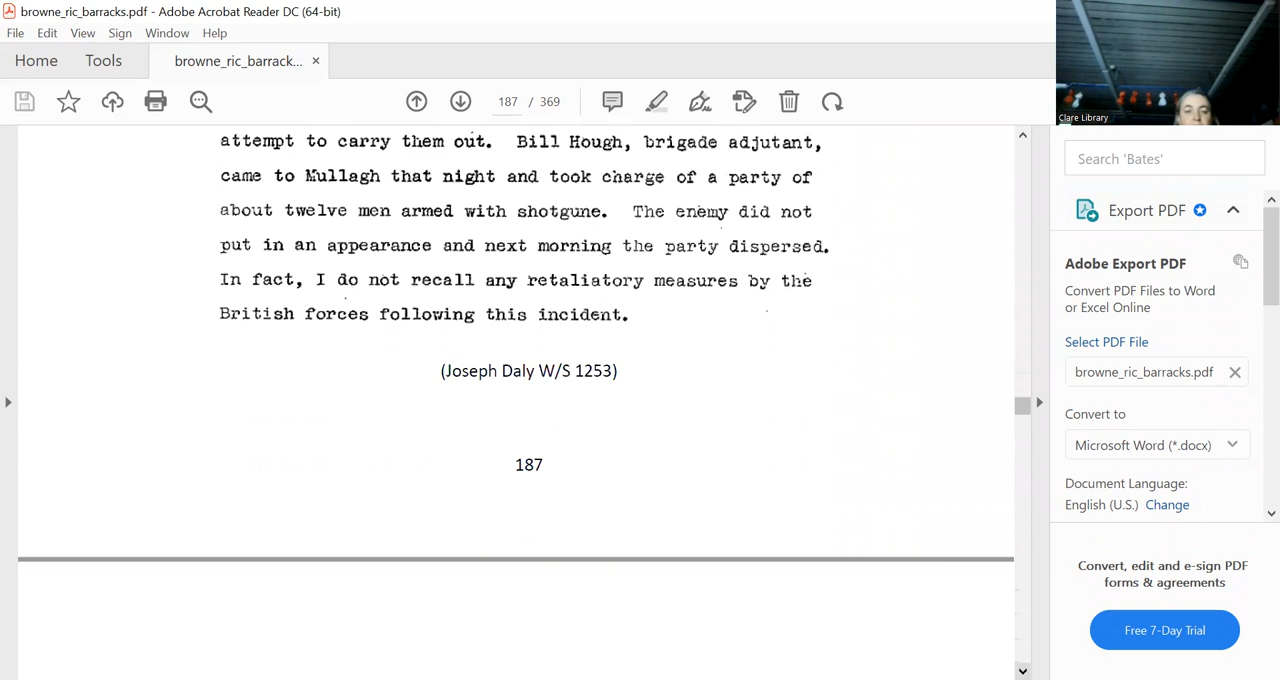 browne_ric_barracks.pdf - Adobe Acrobat Reader DC (64-bit)
File Edit View Sign Window Help
Home Tools browne_ric_barrack... ×
187 / 369
Clare Library
attempt to carry them out. Bill Hough, brigade adjutant,
came to Mullagh that night and took charge of a party of
about twelve men armed with shotguns. The enemy did not
put in an appearance and next morning the party dispersed.
In fact, I do not recall any retaliatory measures by the
British forces following this incident.
(Joseph Daly W/S 1253)
187
Search 'Bates'
Export PDF
Adobe Export PDF
Convert PDF Files to Word
or Excel Online
Select PDF File
browne_ric_barracks.pdf
Convert to
Microsoft Word (*.docx)
Document Language:
English (U.S.) Change
Convert, edit and e-sign PDF
forms & agreements
Free 7-Day Trial